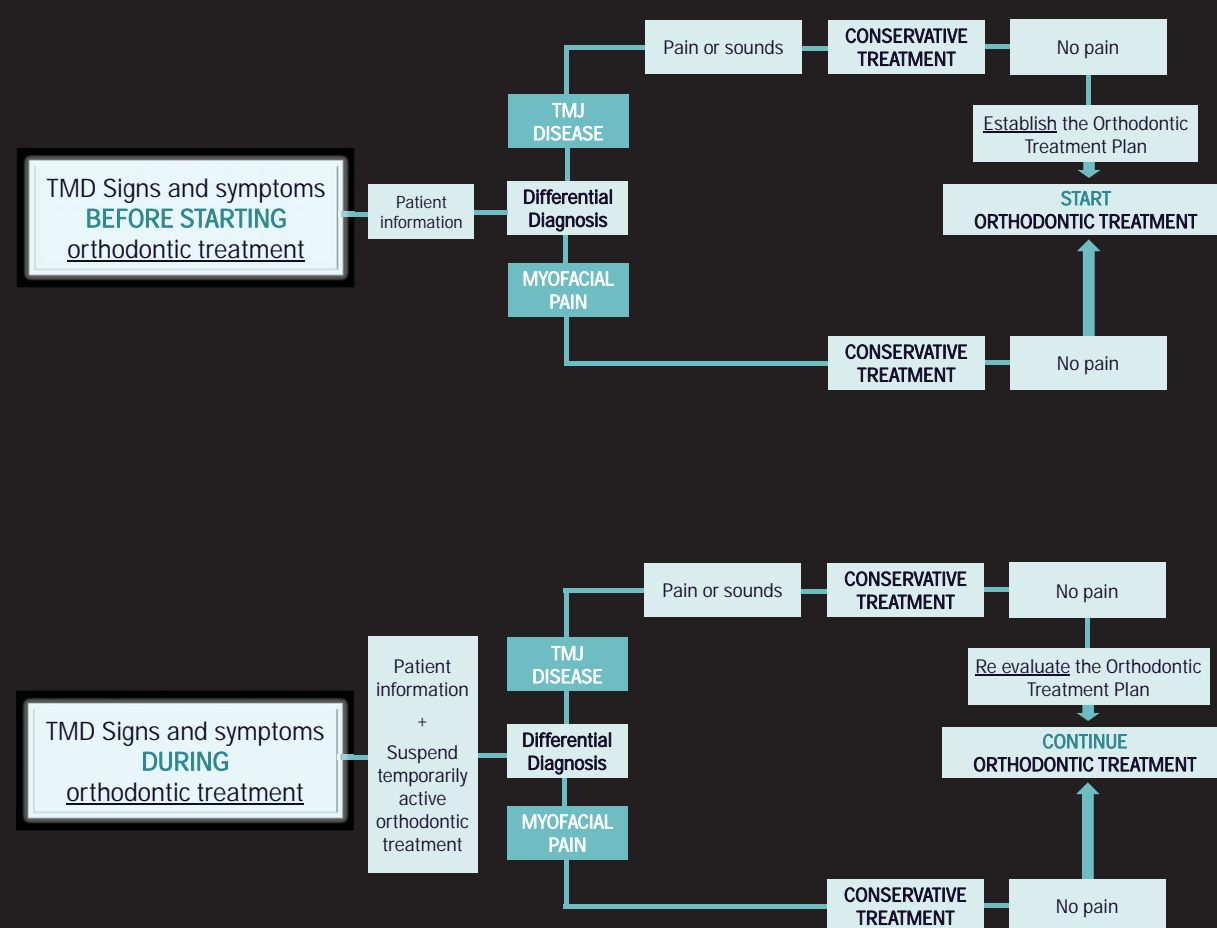 TMD Signs and symptoms
BEFORE STARTING
orthodontic treatment
Patient
information
Differential
Diagnosis
TMJ
DISEASE
Pain or sounds
CONSERVATIVE
TREATMENT
No pain
Establish the Orthodontic
Treatment Plan
START
ORTHODONTIC TREATMENT
MYOFACIAL
PAIN
CONSERVATIVE
TREATMENT
No pain
TMD Signs and symptoms
DURING
orthodontic treatment
Patient
information
+
Suspend
temporarily
active
orthodontic
treatment
Differential
Diagnosis
TMJ
DISEASE
Pain or sounds
CONSERVATIVE
TREATMENT
No pain
Re evaluate the Orthodontic
Treatment Plan
CONTINUE
ORTHODONTIC TREATMENT
MYOFACIAL
PAIN
CONSERVATIVE
TREATMENT
No pain